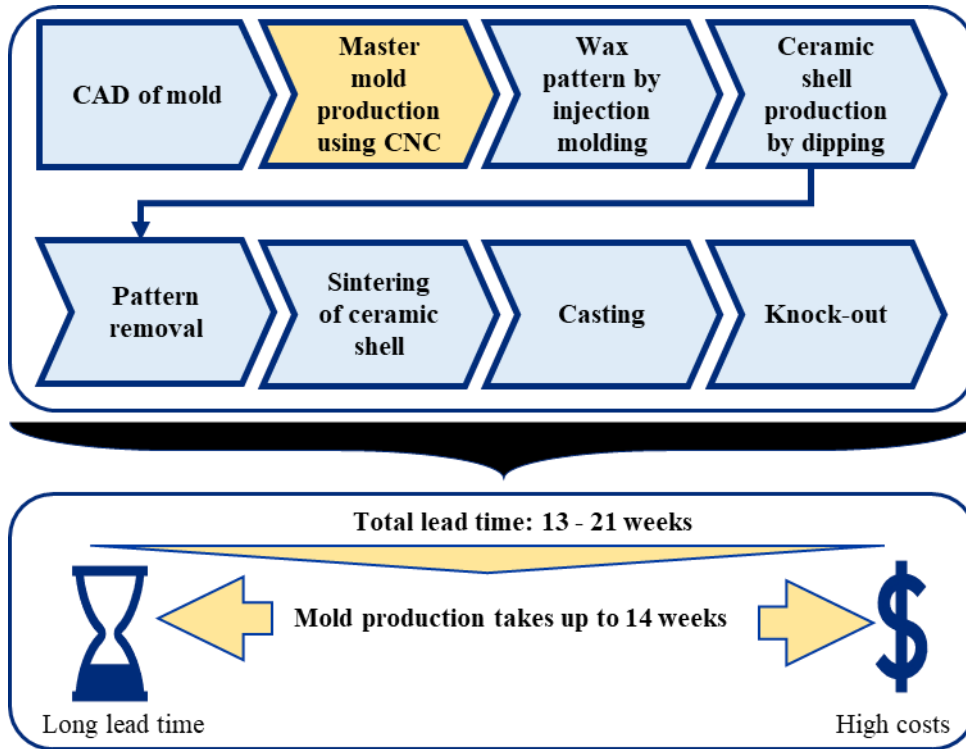 CAD of mold
Master
mold
production
using CNC
Wax
pattern by
injection
molding
Ceramic
shell
production
by dipping
Pattern
removal
Sintering
of ceramic
shell
Casting
Knock-out
Total lead time: 13 - 21 weeks
Mold production takes up to 14 weeks
$
Long lead time
High costs